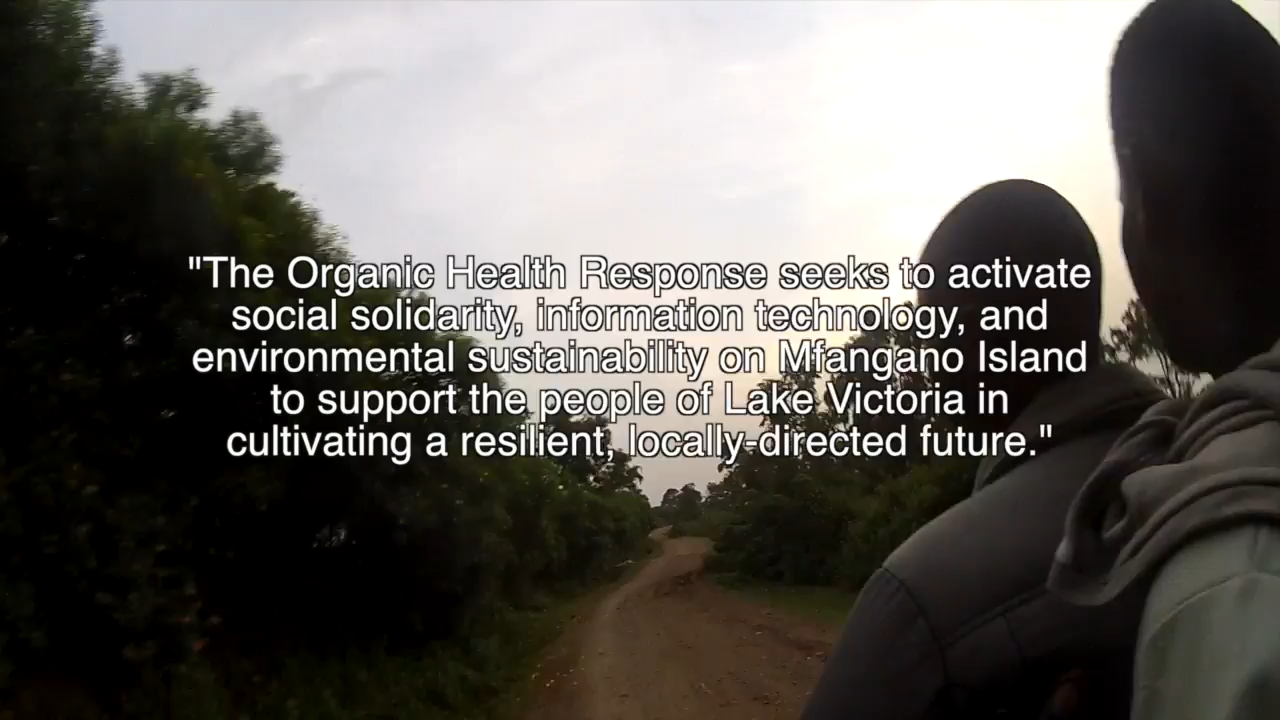 "The Organic Health Response seeks to activate
social solidarity, information technology, and
environmental sustainability on Mfangano Island
to support the people of Lake Victoria in
cultivating a resilient, locally-directed future."